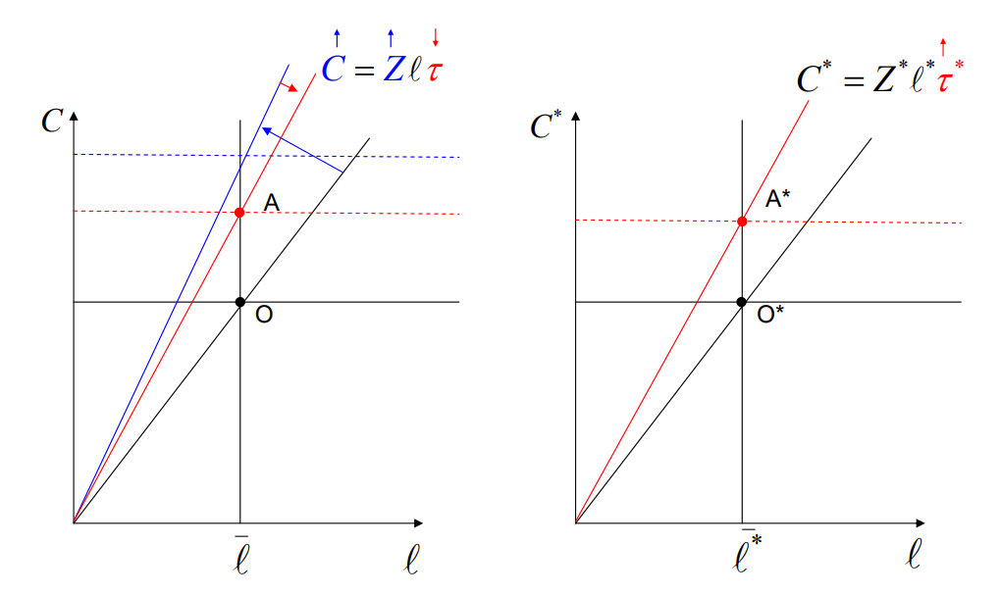 C = Zℓτ
C* = Z*ℓ*τ*
C
C*
A
A*
O
O*
ℓ̄
ℓ
ℓ̄*
ℓ